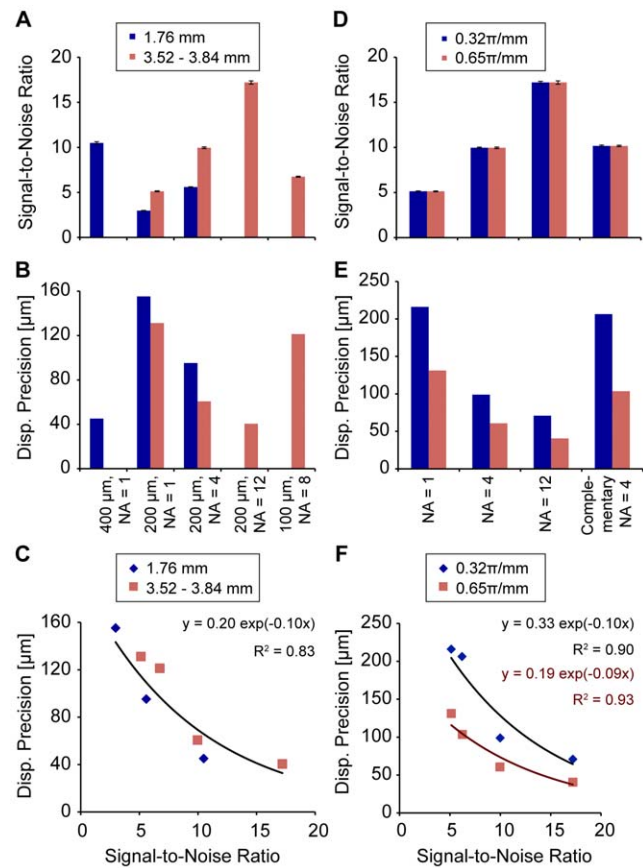 A
1.76 mm
3.52 - 3.84 mm
Signal-to-Noise Ratio
20
15
10
5
0
D
0.32π/mm
0.65π/mm
Signal-to-Noise Ratio
20
15
10
5
0
B
Disp. Precision [µm]
160
120
80
40
0
400 µm,
NA = 1
200 µm,
NA = 1
200 µm,
NA = 4
200 µm,
NA = 12
100 µm,
NA = 8
E
Disp. Precision [µm]
250
200
150
100
50
0
NA = 1
NA = 4
NA = 12
Comple-
mentary
NA = 4
C
1.76 mm
3.52 - 3.84 mm
y = 0.20 exp(-0.10x)
R² = 0.83
Disp. Precision [µm]
160
120
80
40
0
0
5
10
15
20
Signal-to-Noise Ratio
F
0.32π/mm
0.65π/mm
y = 0.33 exp(-0.10x)
R² = 0.90
y = 0.19 exp(-0.09x)
R² = 0.93
Disp. Precision [µm]
250
200
150
100
50
0
0
5
10
15
20
Signal-to-Noise Ratio